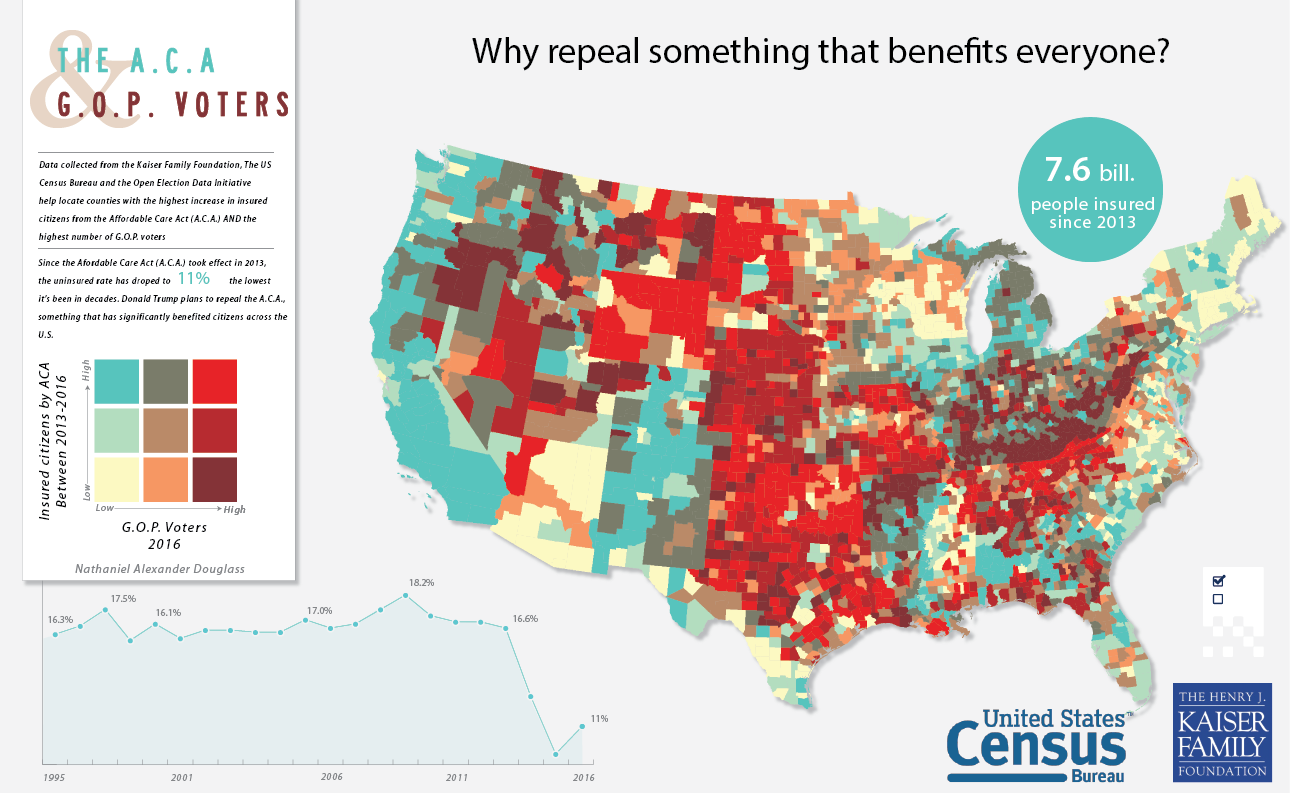 &
THE A.C.A
G.O.P. VOTERS
Data collected from the Kaiser Family Foundation, The US
Census Bureau and the Open Election Data Initiative
help locate counties with the highest increase in insured
citizens from the Affordable Care Act (A.C.A.) AND the
highest number of G.O.P voters
Since the Afordable Care Act (A.C.A.) took effect in 2013,
the uninsured rate has droped to 11% the lowest
it's been in decades. Donald Trump plans to repeal the A.C.A.,
something that has significantly benefited citizens across the
U.S.
Insured citizens by ACA
Between 2013-2016
High
Low
Low
High
G.O.P. Voters
2016
Nathaniel Alexander Douglass
Why repeal something that benefits everyone?
7.6 bill.
people insured
since 2013
16.3%
17.5%
16.1%
17.0%
18.2%
16.6%
11%
1995
2001
2006
2011
2016
United States™
Census
Bureau
THE HENRY J.
KAISER
FAMILY
FOUNDATION